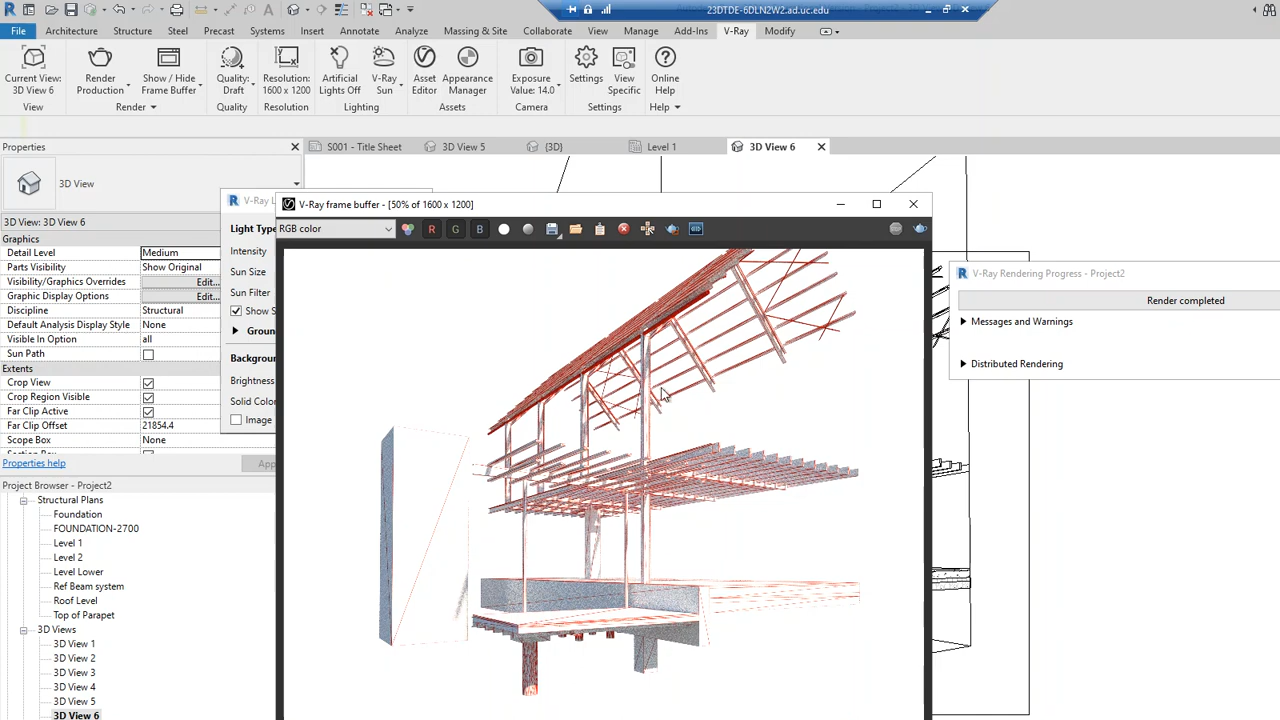 23DTDE-6DLN2W2.ad.uc.edu
File Architecture Structure Steel Precast Systems Insert Annotate Analyze Massing & Site Collaborate View Manage Add-Ins V-Ray Modify
Current View: 3D View 6
Render Production
Show / Hide Frame Buffer
Quality: Draft
Resolution: 1600 x 1200
Artificial Lights Off
V-Ray Sun
Asset Editor
Appearance Manager
Exposure Value: 14.0
Settings
View Specific
Online Help
View Render Quality Resolution Lighting Assets Camera Settings Help
Properties
S001 - Title Sheet 3D View 5 {3D} Level 1 3D View 6
3D View
3D View: 3D View 6
Graphics
Detail Level Medium
Parts Visibility Show Original
Visibility/Graphics Overrides Edit...
Graphic Display Options Edit...
Discipline Structural
Default Analysis Display Style None
Visible In Option all
Sun Path
Extents
Crop View
Crop Region Visible
Far Clip Active
Far Clip Offset 21854.4
Scope Box None
Properties help
App
Project Browser - Project2
Structural Plans
Foundation
FOUNDATION-2700
Level 1
Level 2
Level Lower
Ref Beam system
Roof Level
Top of Parapet
3D Views
3D View 1
3D View 2
3D View 3
3D View 4
3D View 5
3D View 6
V-Ray L
Light Type
Intensity
Sun Size
Sun Filter
Show S
Groun
Backgroun
Brightness
Solid Color
Image
V-Ray frame buffer - [50% of 1600 x 1200]
RGB color
R G B
V-Ray Rendering Progress - Project2
Render completed
Messages and Warnings
Distributed Rendering